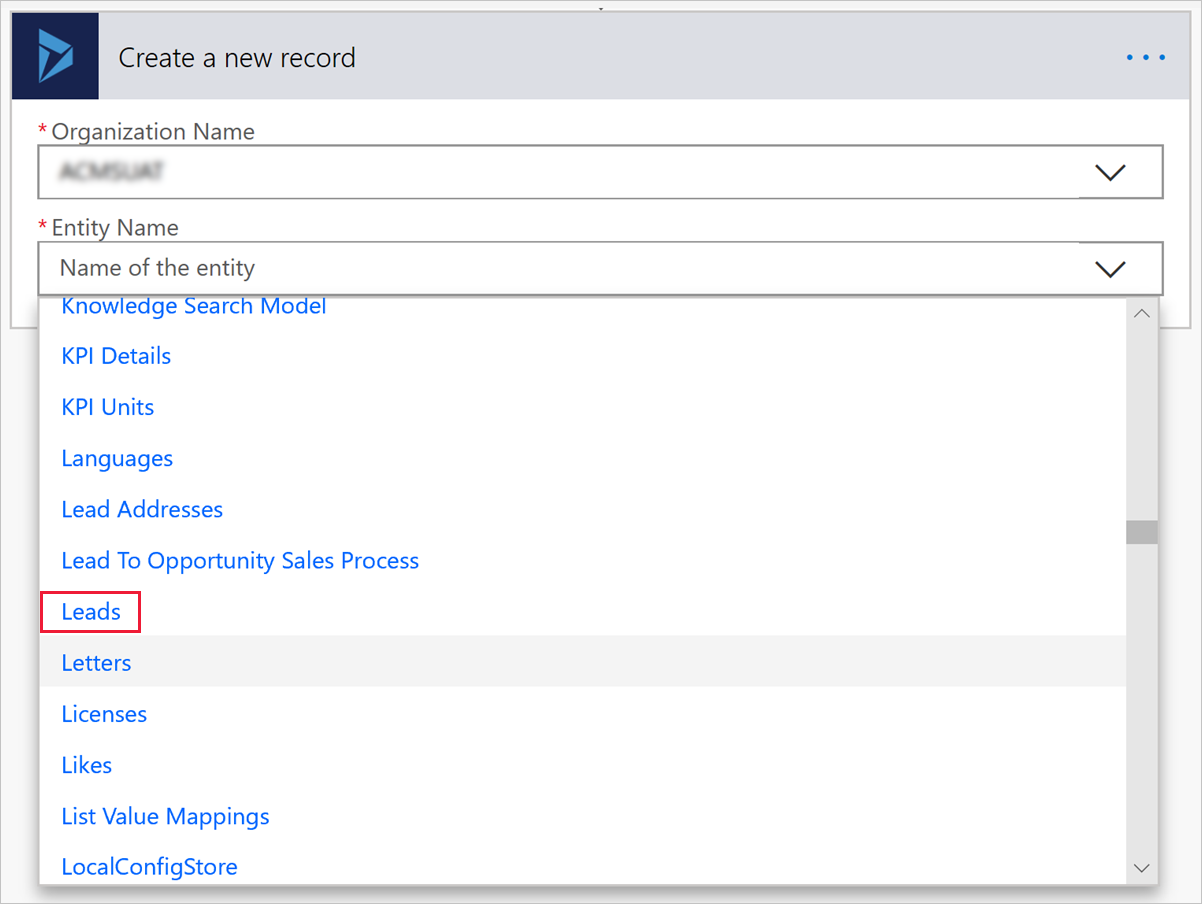 Create a new record
* Organization Name
ACMSUAT
* Entity Name
Name of the entity
Knowledge Search Model
KPI Details
KPI Units
Languages
Lead Addresses
Lead To Opportunity Sales Process
Leads
Letters
Licenses
Likes
List Value Mappings
LocalConfigStore